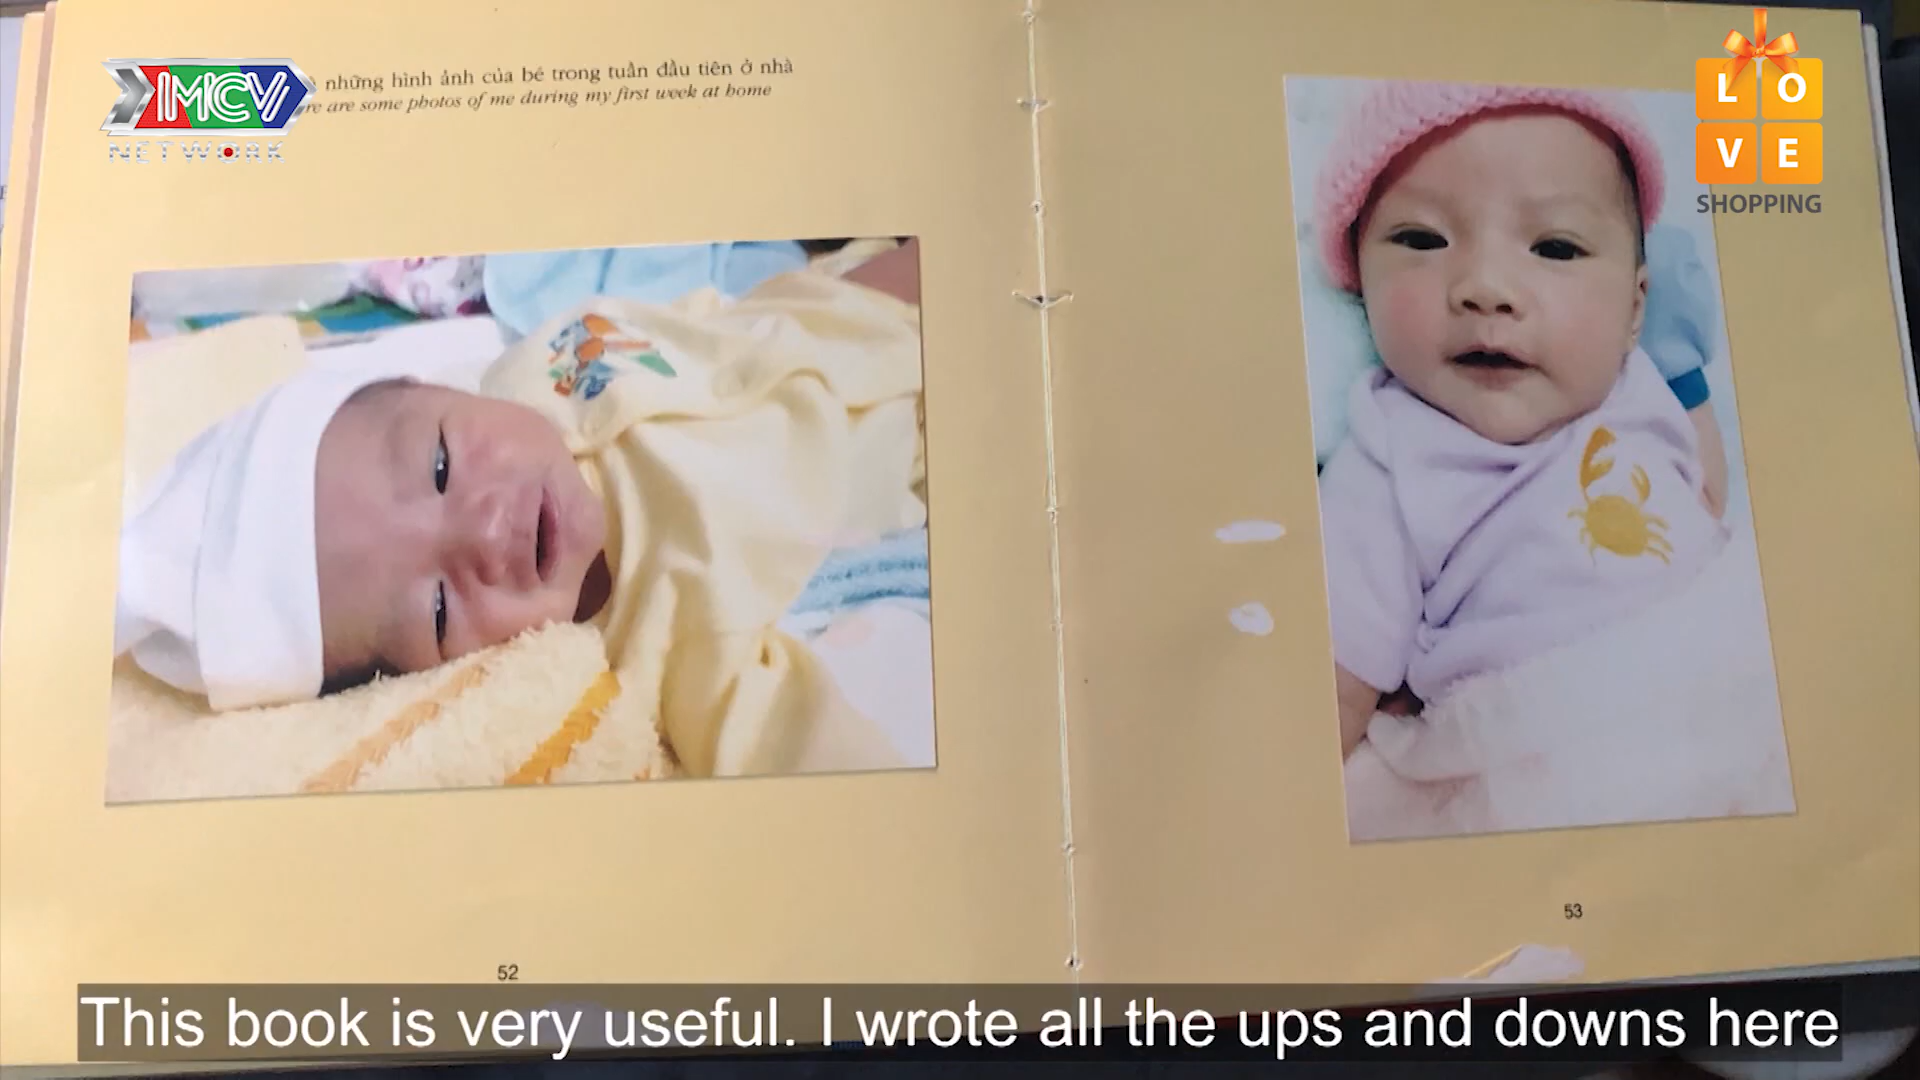 MCV
NETWORK
những hình ảnh của bé trong tuần đầu tiên ở nhà
are some photos of me during my first week at home
LOVE
SHOPPING
52
53
This book is very useful. I wrote all the ups and downs here